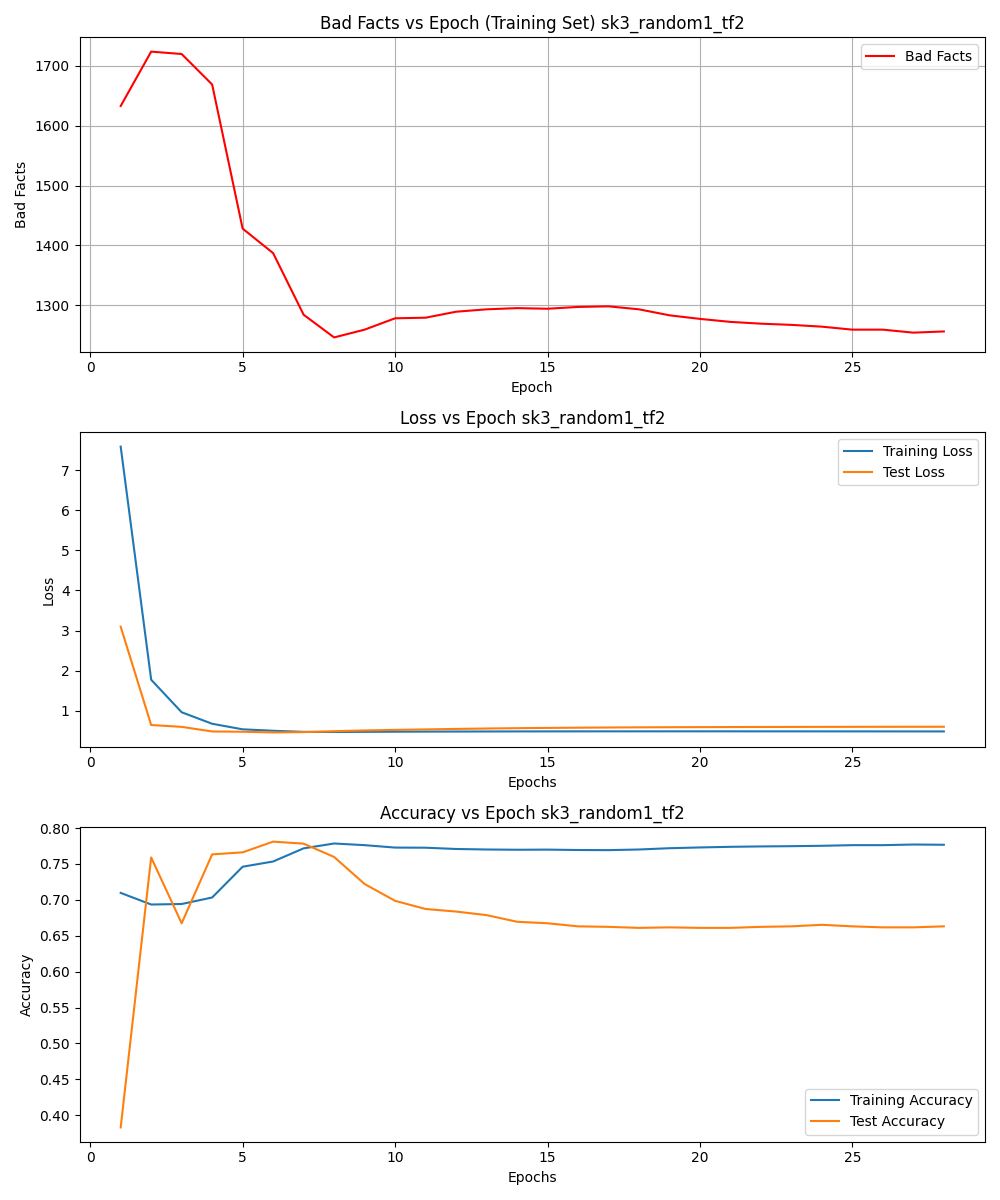 Bad Facts vs Epoch (Training Set) sk3_random1_tf2
Bad Facts
1700
1600
1500
1400
1300
Bad Facts
0 5 10 15 20 25
Epoch
Loss vs Epoch sk3_random1_tf2
Training Loss
Test Loss
7
6
5
4
3
2
1
Loss
0 5 10 15 20 25
Epochs
Accuracy vs Epoch sk3_random1_tf2
0.80
0.75
0.70
0.65
0.60
0.55
0.50
0.45
0.40
Accuracy
Training Accuracy
Test Accuracy
0 5 10 15 20 25
Epochs